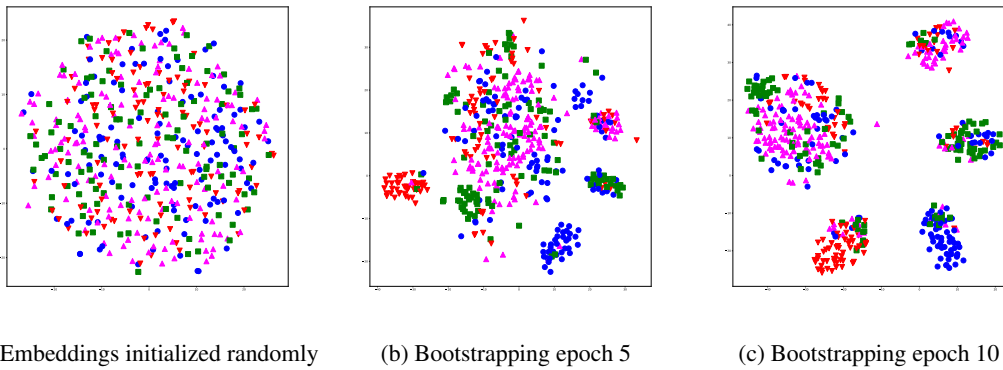 Embeddings initialized randomly
(b) Bootstrapping epoch 5
(c) Bootstrapping epoch 10